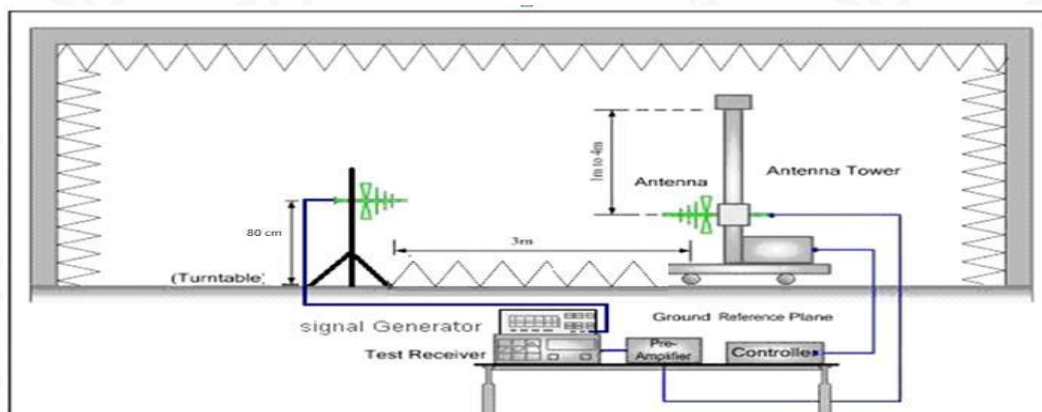 1m to 4m
Antenna
Antenna Tower
80 cm
3m
(Turntable)
signal Generator
Ground Reference Plane
Test Receiver
Pre-
Amplifier
Controller